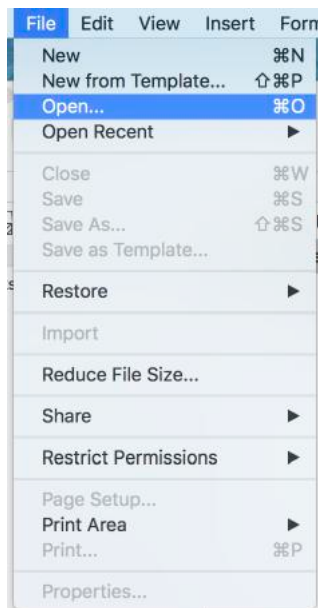 File Edit View Insert
New ⌘N
New from Template... ⇧⌘P
Open... ⌘O
Open Recent ▶
Close ⌘W
Save ⌘S
Save As... ⇧⌘S
Save as Template...
Restore ▶
Import
Reduce File Size...
Share ▶
Restrict Permissions ▶
Page Setup...
Print Area ▶
Print... ⌘P
Properties...